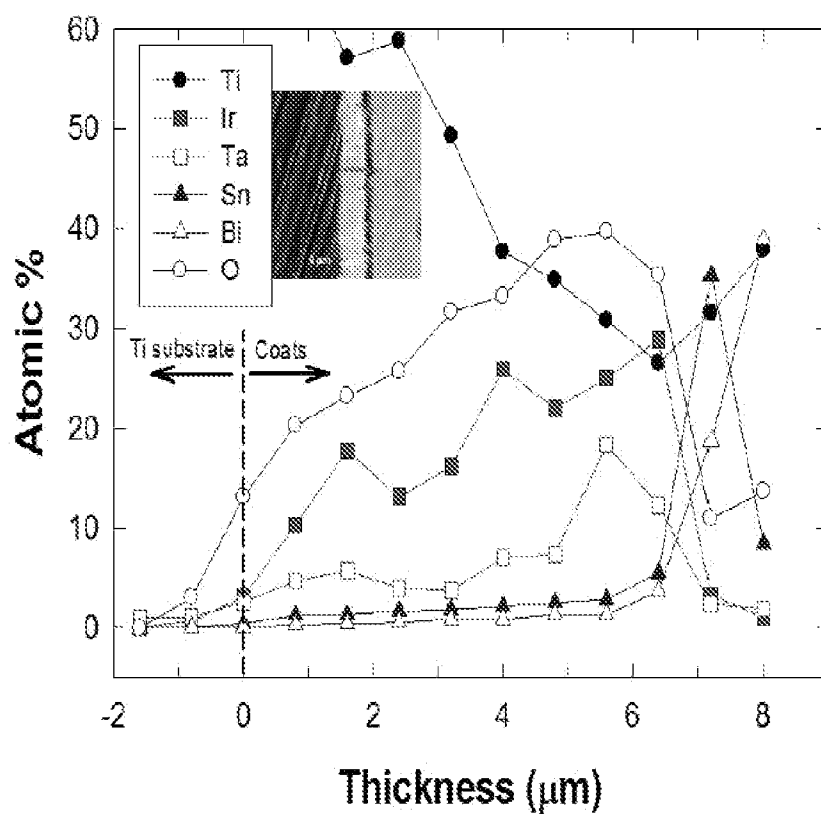 60
50
40
30
20
10
0
Atomic %
Ti
Ir
Ta
Sn
Bi
O
Ti substrate
Coats
-2 0 2 4 6 8
Thickness (μm)